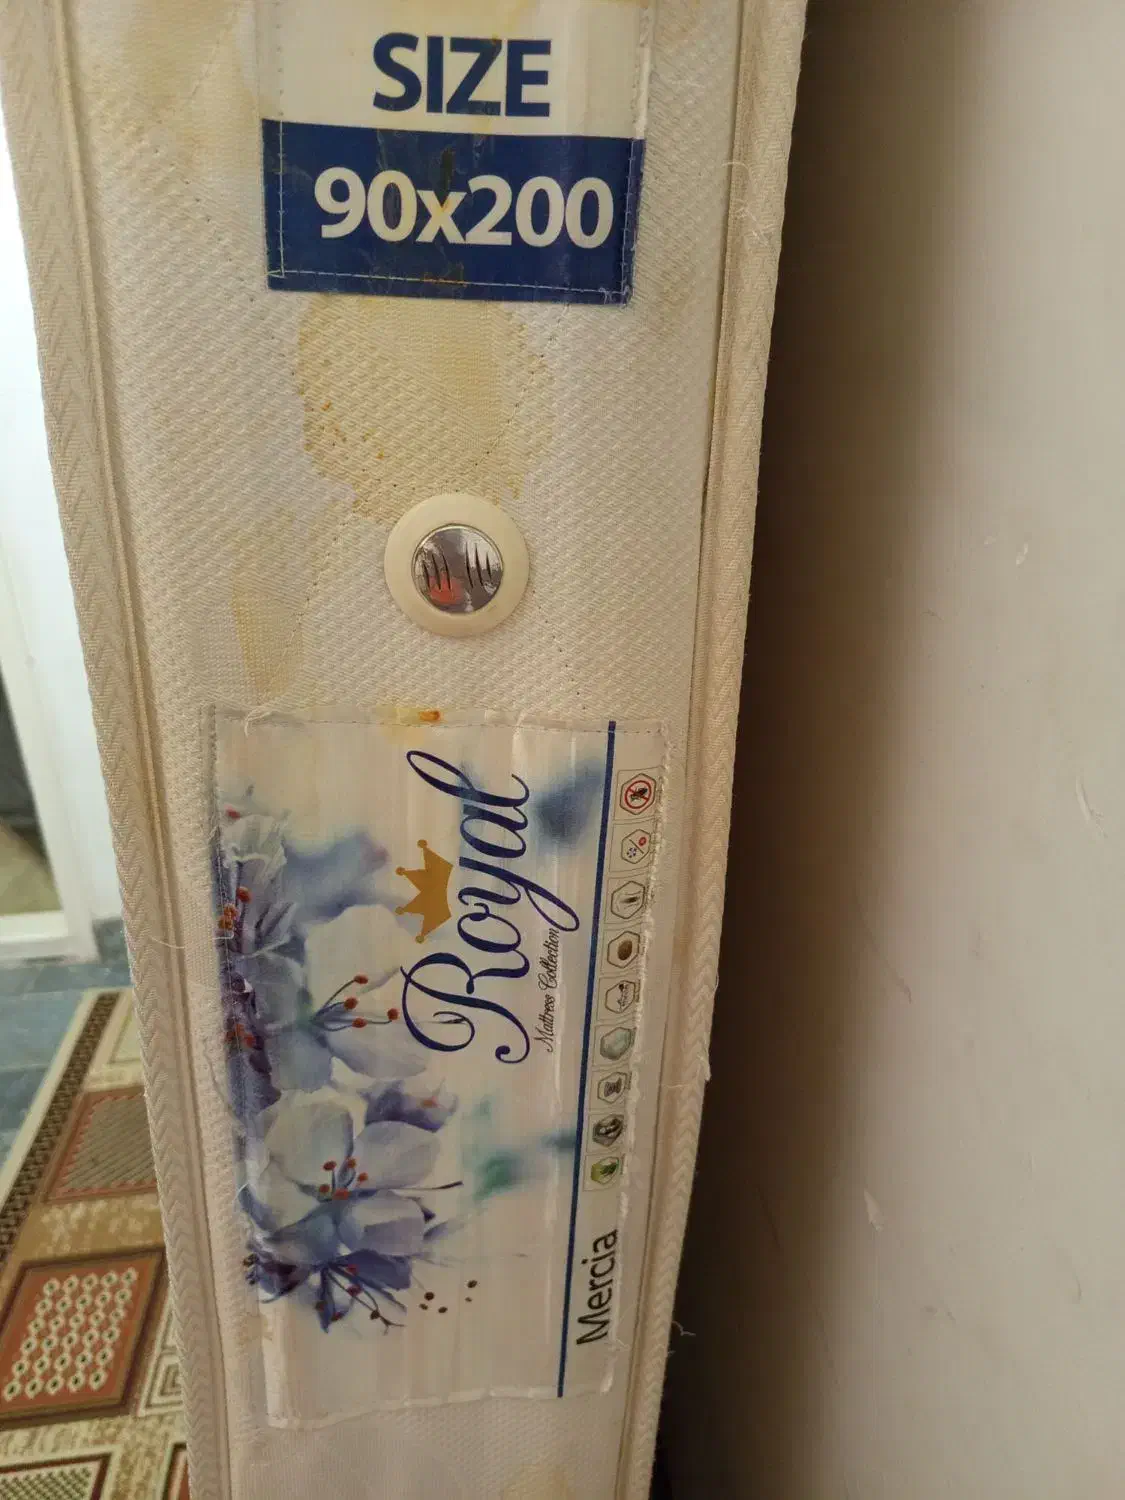 SIZE
90x200
Royal
Mattress Collection
Mercia